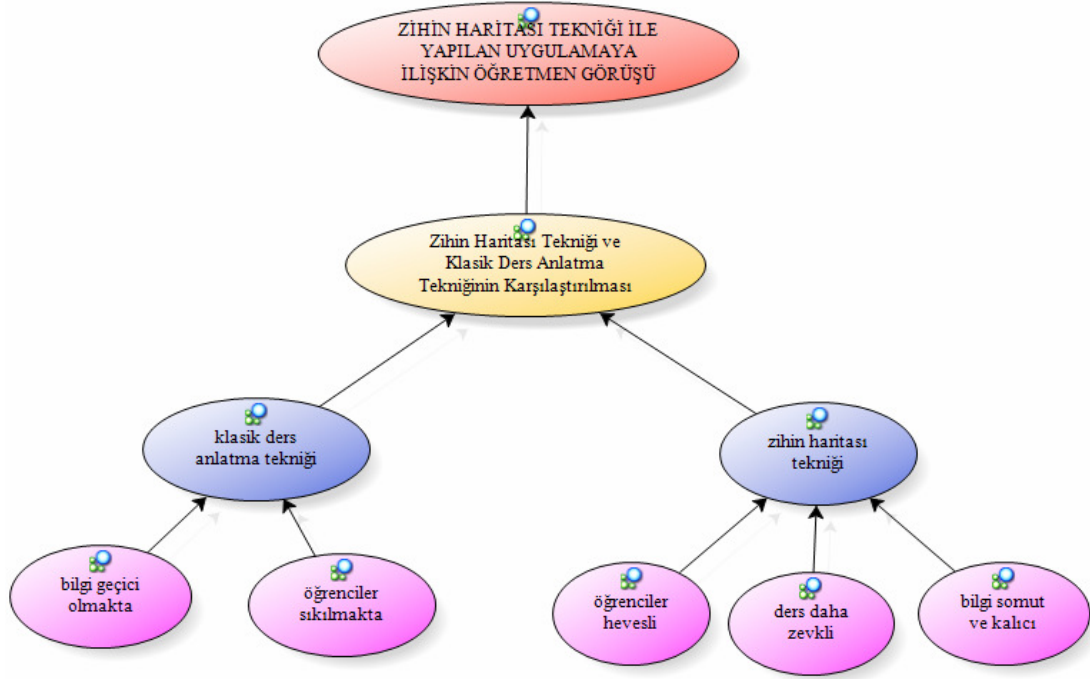 ZİHİN HARİTASI TEKNİĞİ İLE
YAPILAN UYGULAMAYA
İLİŞKİN ÖĞRETMEN GÖRÜŞÜ
Zihin Haritası Tekniği ve
Klasik Ders Anlatma
Tekniğinin Karşılaştırılması
klasik ders
anlatma tekniği
zihin haritası
tekniği
bilgi geçici
olmakta
öğrenciler
sıkılmakta
öğrenciler
hevesli
ders daha
zevkli
bilgi somut
ve kalıcı